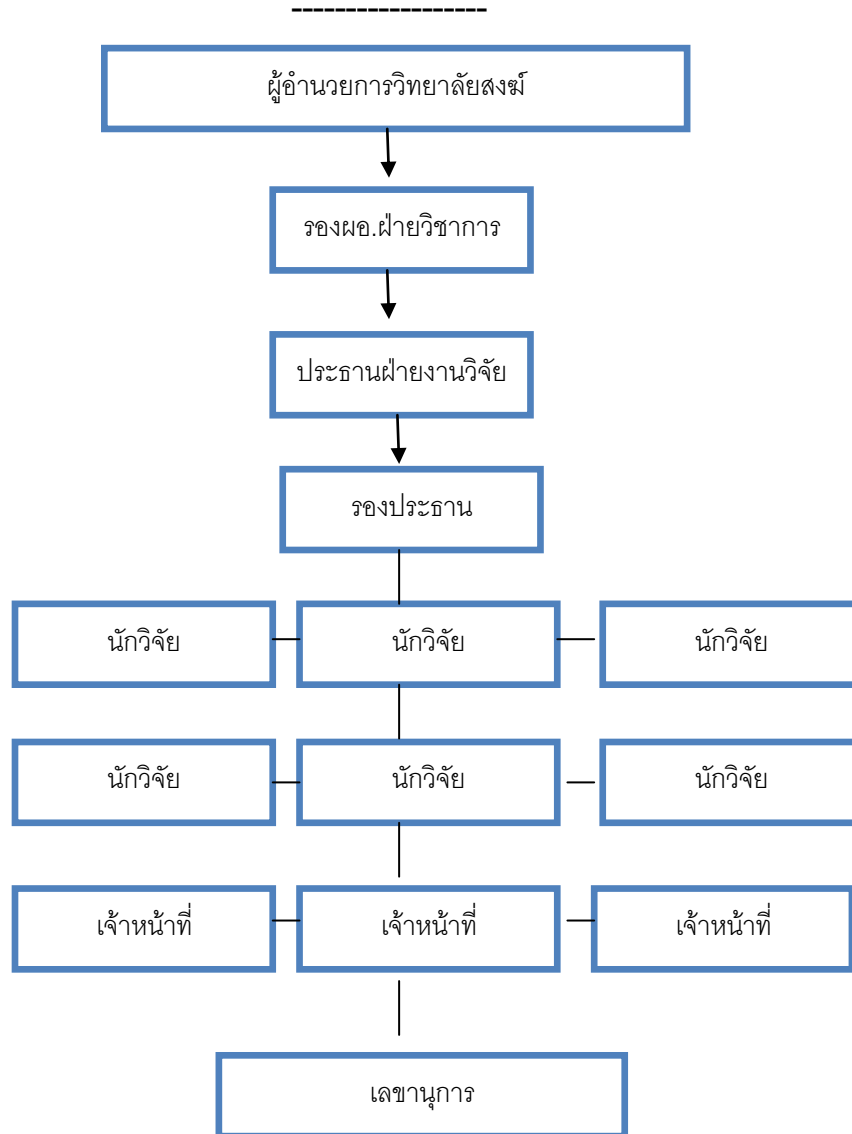 ------------------
ผู้อำนวยการวิทยาลัยสงฆ์
รองผอ.ฝ่ายวิชาการ
ประธานฝ่ายงานวิจัย
รองประธาน
นักวิจัย นักวิจัย นักวิจัย
นักวิจัย นักวิจัย นักวิจัย
เจ้าหน้าที่ เจ้าหน้าที่ เจ้าหน้าที่
เลขานุการ